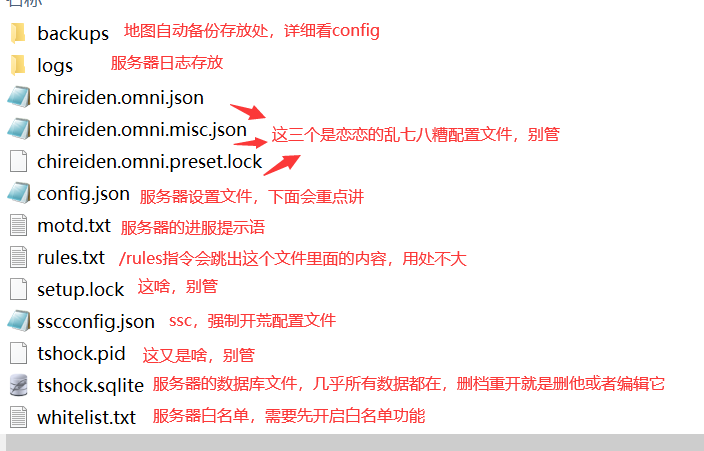 名称
backups 地图自动备份存放处，详细看config
logs 服务器日志存放
chireiden.omni.json
chireiden.omni.misc.json 这三个是恋恋的乱七八糟配置文件，别管
chireiden.omni.preset.lock
config.json 服务器设置文件，下面会重点讲
motd.txt 服务器的进服提示语
rules.txt /rules指令会跳出这个文件里面的内容，用处不大
setup.lock 这啥，别管
sscconfig.json ssc，强制开荒配置文件
tshock.pid 这又是啥，别管
tshock.sqlite 服务器的数据库文件，几乎所有数据都在，删档重开就是删他或者编辑它
whitelist.txt 服务器白名单，需要先开启白名单功能